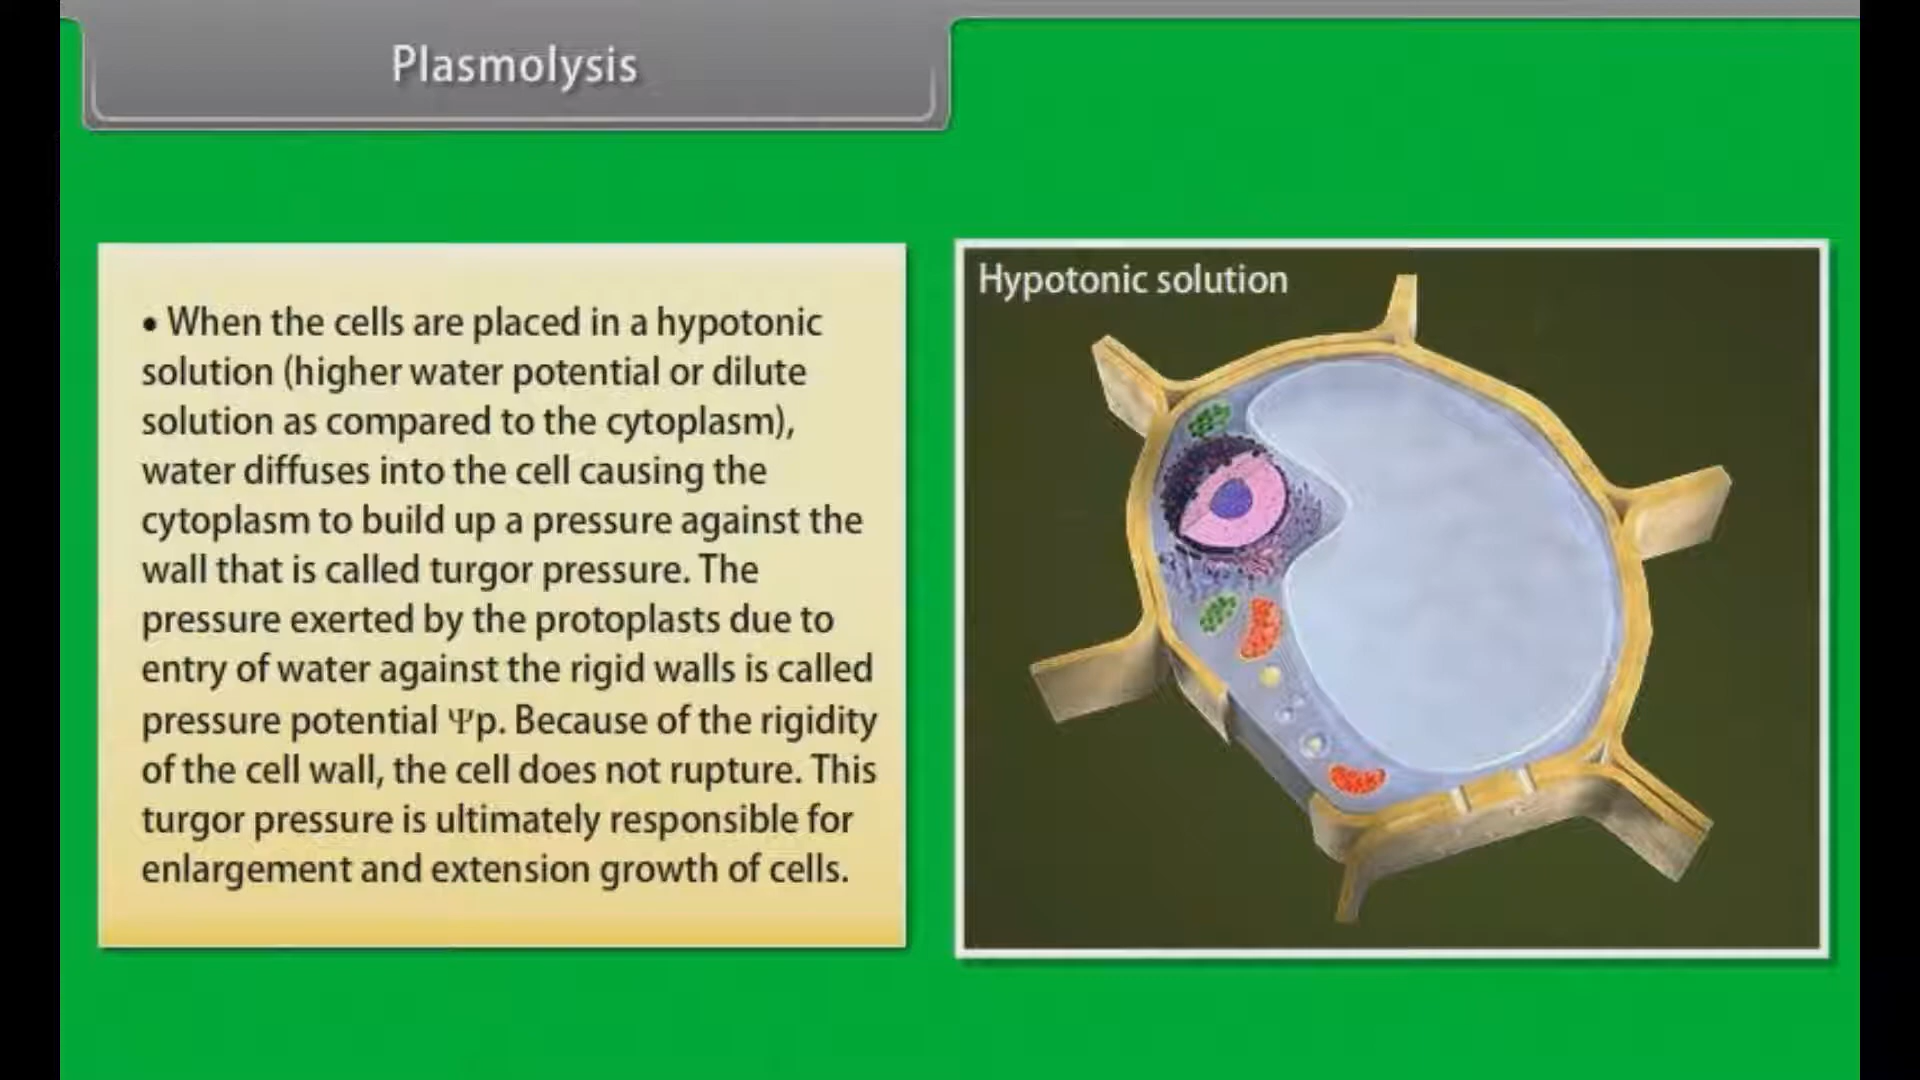 Plasmolysis
• When the cells are placed in a hypotonic
solution (higher water potential or dilute
solution as compared to the cytoplasm),
water diffuses into the cell causing the
cytoplasm to build up a pressure against the
wall that is called turgor pressure. The
pressure exerted by the protoplasts due to
entry of water against the rigid walls is called
pressure potential Ψp. Because of the rigidity
of the cell wall, the cell does not rupture. This
turgor pressure is ultimately responsible for
enlargement and extension growth of cells.
Hypotonic solution